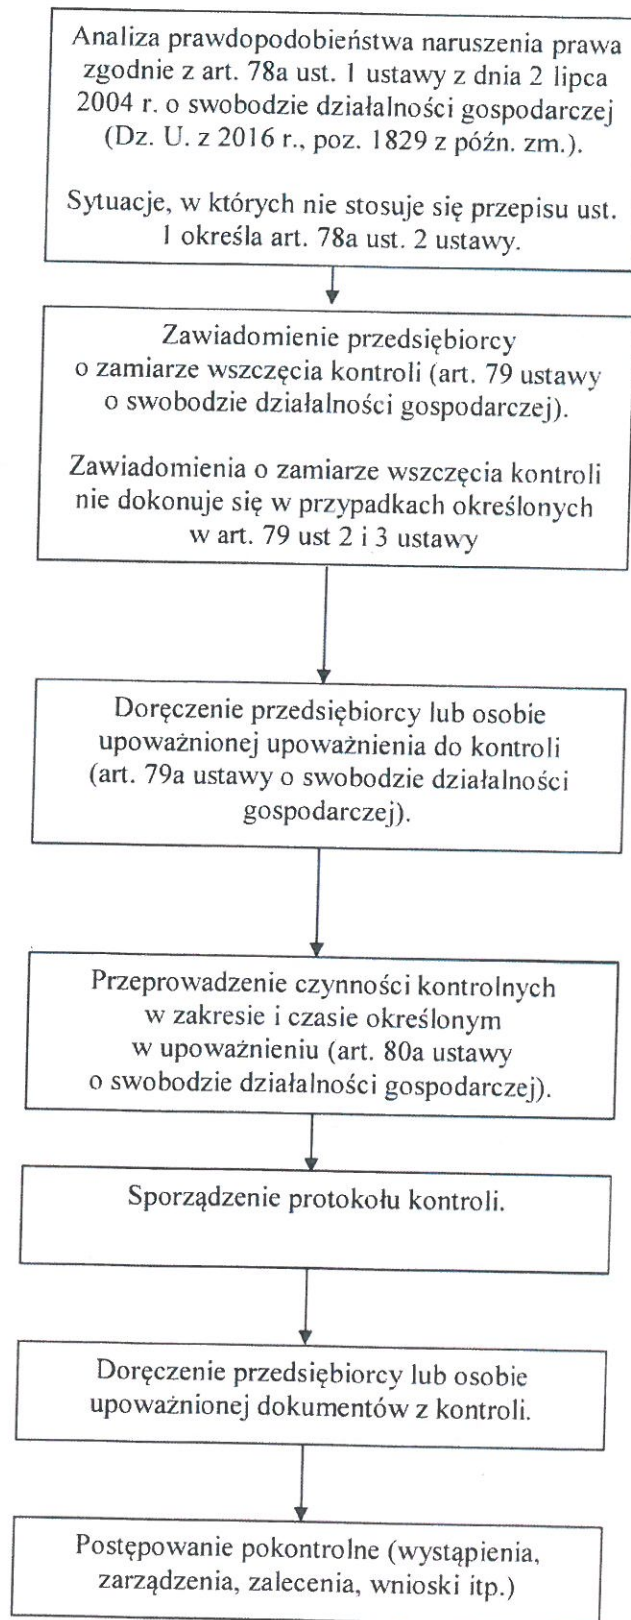 Analiza prawdopodobieństwa naruszenia prawa
zgodnie z art. 78a ust. 1 ustawy z dnia 2 lipca
2004 r. o swobodzie działalności gospodarczej
(Dz. U. z 2016 r., poz. 1829 z późn. zm.).
Sytuacje, w których nie stosuje się przepisu ust.
1 określa art. 78a ust. 2 ustawy.
Zawiadomienie przedsiębiorcy
o zamiarze wszczęcia kontroli (art. 79 ustawy
o swobodzie działalności gospodarczej).
Zawiadomienia o zamiarze wszczęcia kontroli
nie dokonuje się w przypadkach określonych
w art. 79 ust 2 i 3 ustawy
Doręczenie przedsiębiorcy lub osobie
upoważnionej upoważnienia do kontroli
(art. 79a ustawy o swobodzie działalności
gospodarczej).
Przeprowadzenie czynności kontrolnych
w zakresie i czasie określonym
w upoważnieniu (art. 80a ustawy
o swobodzie działalności gospodarczej).
Sporządzenie protokołu kontroli.
Doręczenie przedsiębiorcy lub osobie
upoważnionej dokumentów z kontroli.
Postępowanie pokontrolne (wystąpienia,
zarządzenia, zalecenia, wnioski itp.)